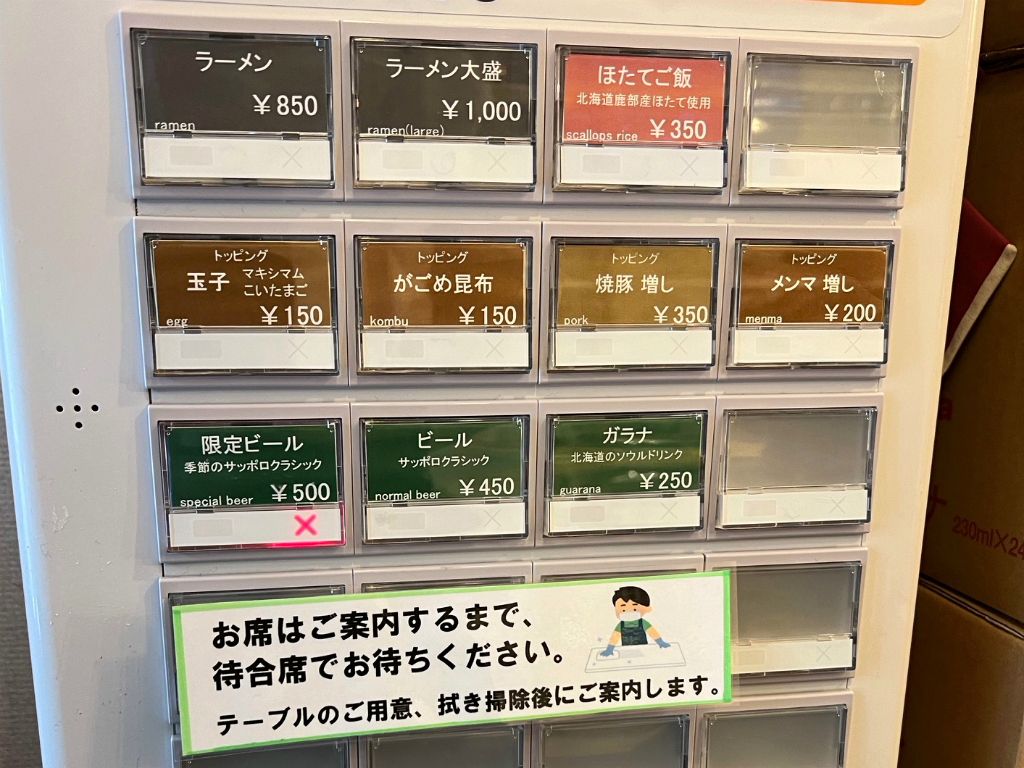 ラーメン
¥850
ramen
ラーメン大盛
¥1,000
ramen(large)
ほたてご飯
北海道鹿部産ほたて使用
scallops rice ¥350
トッピング
玉子 マキシマム
こいたまご
egg ¥150
トッピング
がごめ昆布
kombu ¥150
トッピング
焼豚 増し
pork ¥350
トッピング
メンマ 増し
menma ¥200
限定ビール
季節のサッポロクラシック
special beer ¥500
×
ビール
サッポロクラシック
normal beer ¥450
ガラナ
北海道のソウルドリンク
guarana ¥250
お席はご案内するまで、
待合席でお待ちください。
テーブルのご用意、拭き掃除後にご案内します。